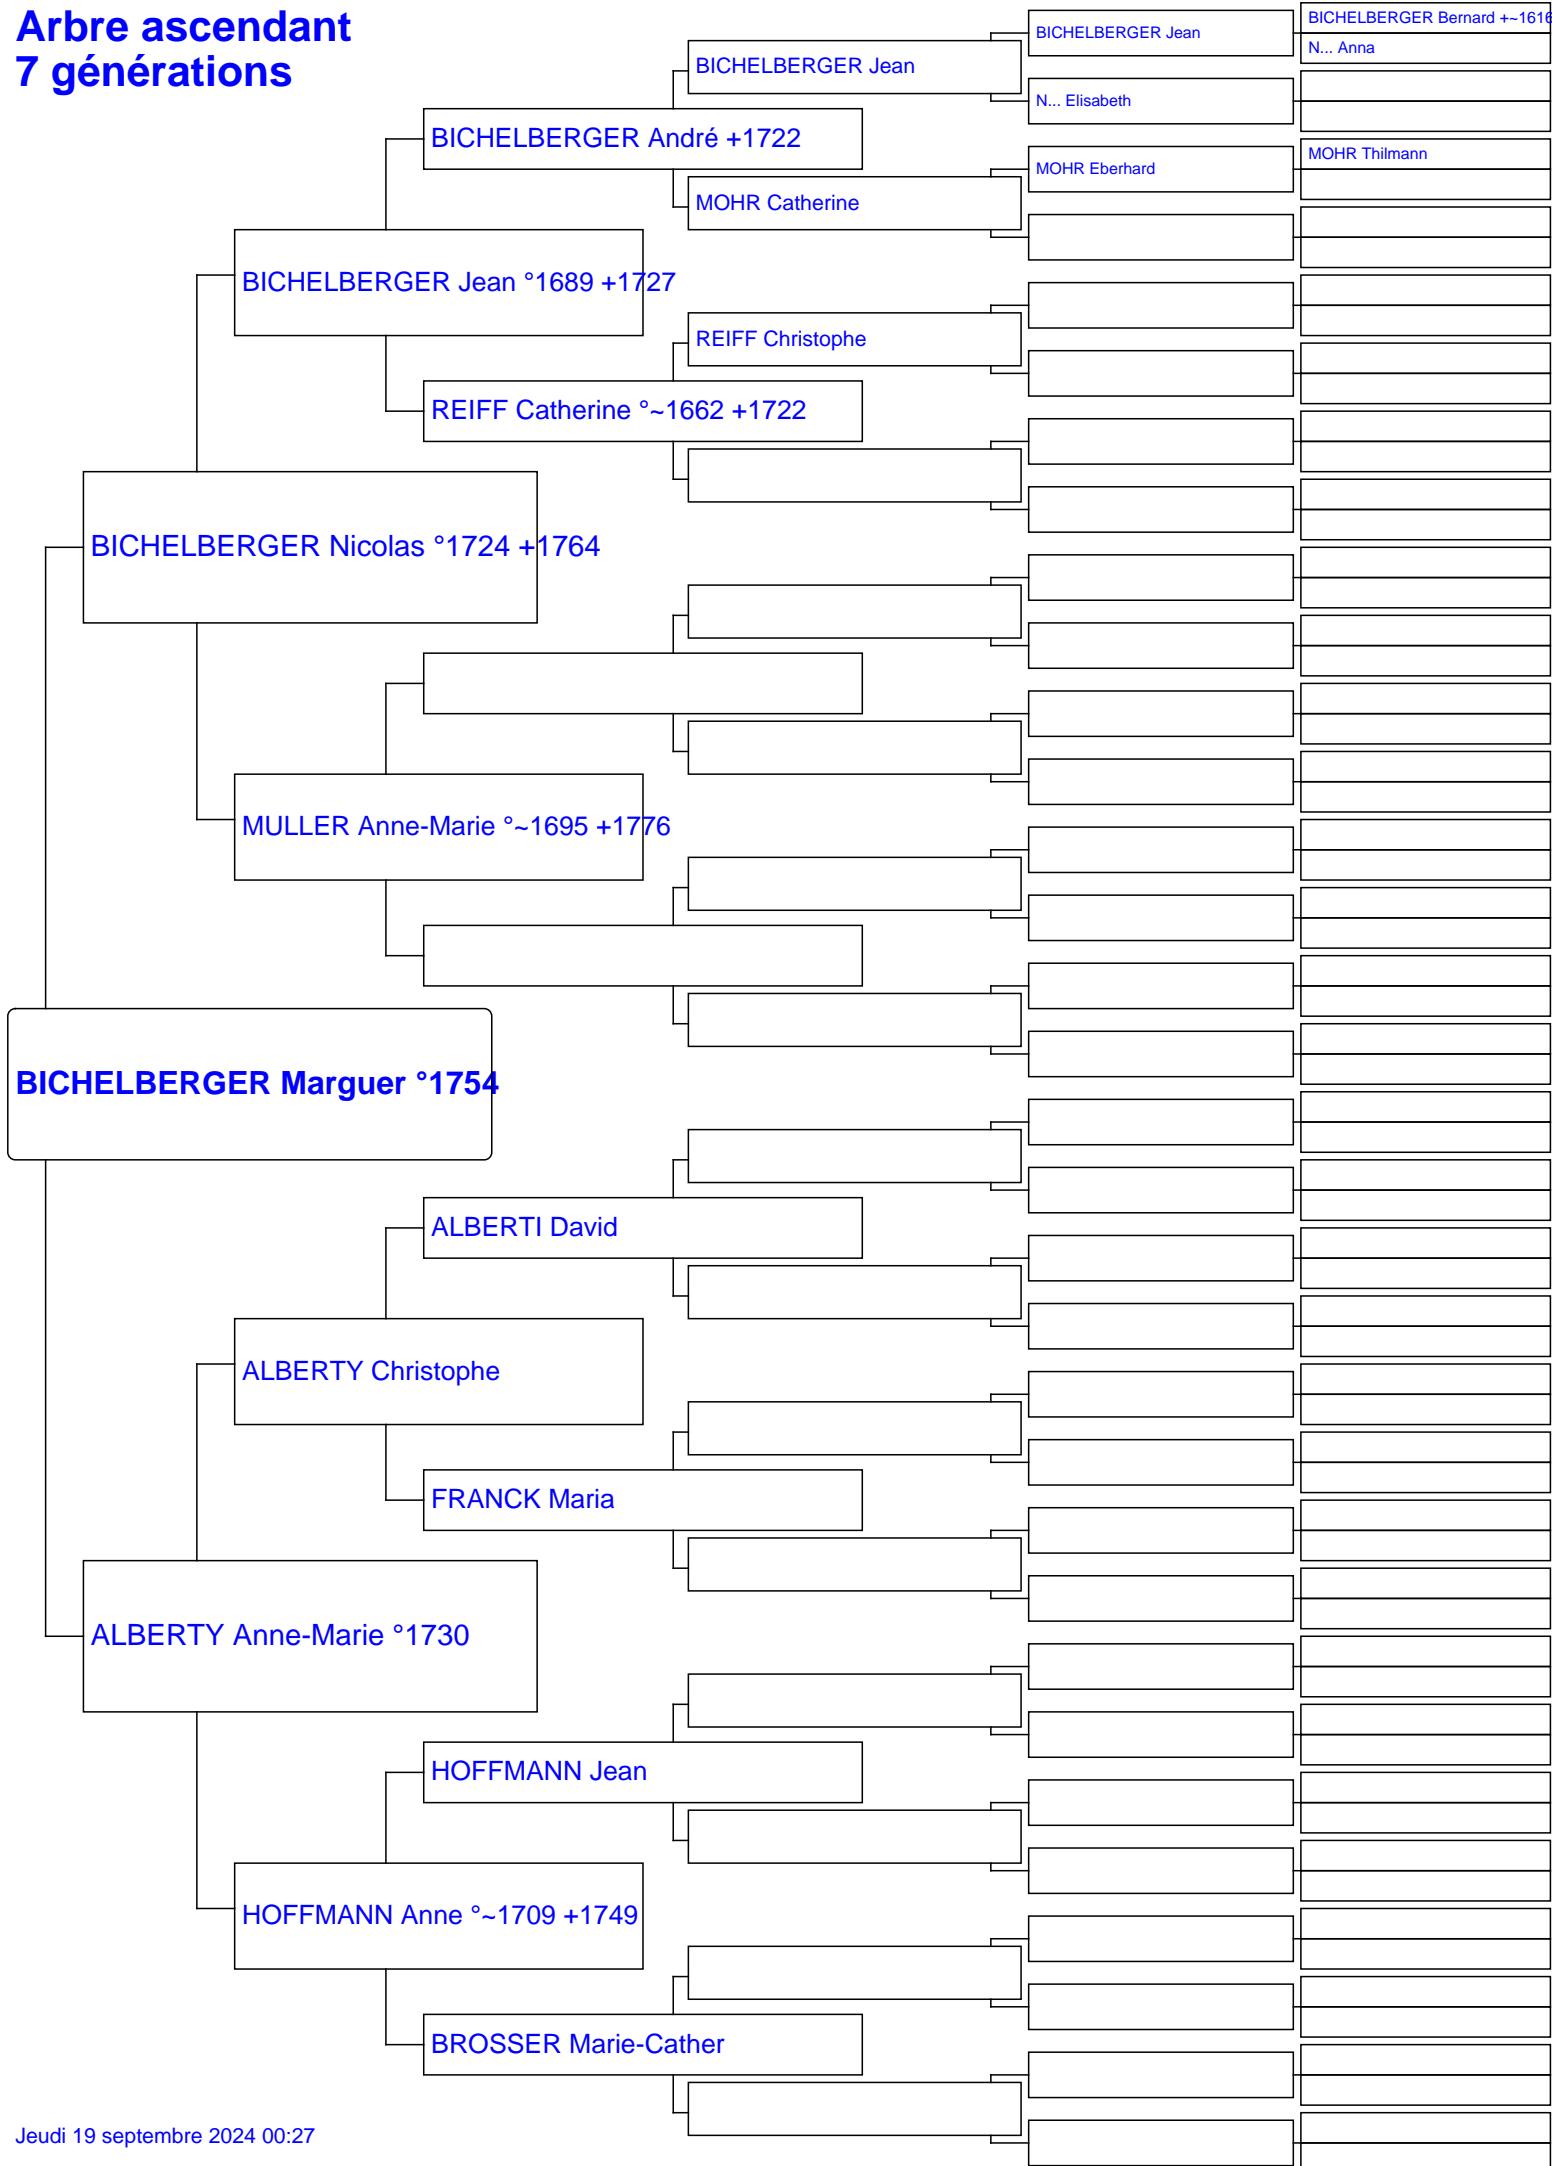 Arbre ascendant
7 générations
BICHELBERGER Bernard +~1616
N... Anna
BICHELBERGER Jean
BICHELBERGER Jean
N... Elisabeth
BICHELBERGER André +1722
MOHR Thilmann
MOHR Eberhard
MOHR Catherine
BICHELBERGER Jean °1689 +1727
REIFF Christophe
REIFF Catherine °~1662 +1722
BICHELBERGER Nicolas °1724 +1764
MULLER Anne-Marie °~1695 +1776
BICHELBERGER Marguer °1754
ALBERTI David
ALBERTY Christophe
FRANCK Maria
ALBERTY Anne-Marie °1730
HOFFMANN Jean
HOFFMANN Anne °~1709 +1749
BROSSER Marie-Cather
Jeudi 19 septembre 2024 00:27